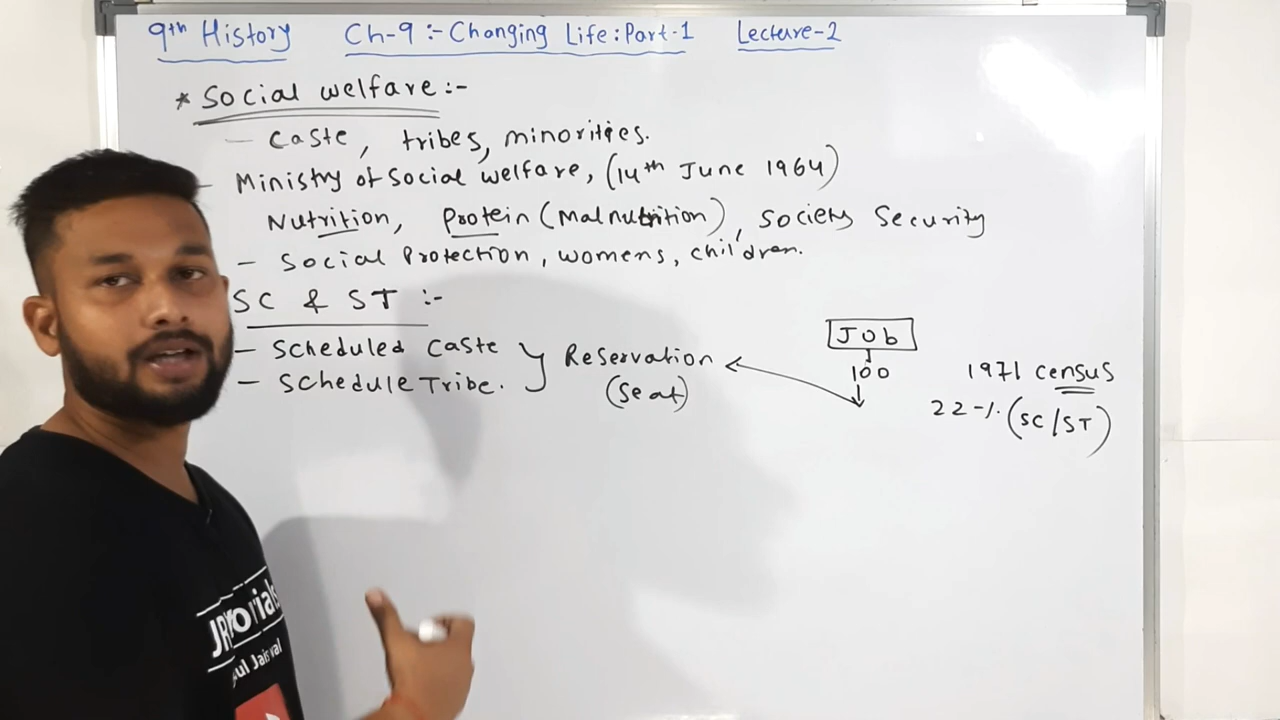 9th History Ch-9 :- Changing Life : Part-1 Lecture-2
* Social welfare :-
- Caste, tribes, minorities.
- Ministry of Social welfare, (14th June 1964)
Nutrition, Protein (Malnutrition), Society Security
- Social Protection, womens, children.
SC & ST :-
- Scheduled Caste
- Schedule Tribe.
} Reservation
(Seat)
Job
100
1971 census
22-%. (SC/ST)